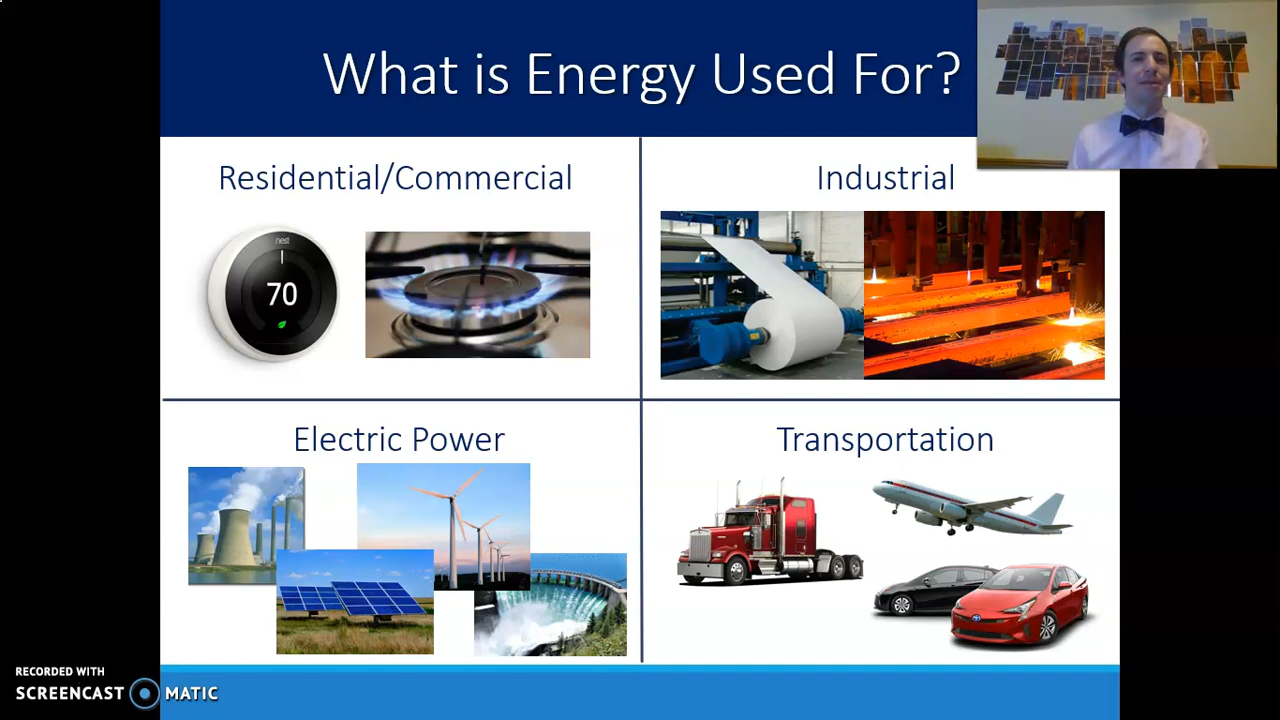 What is Energy Used For?
Residential/Commercial
Industrial
nest
70
Electric Power
Transportation
RECORDED WITH
SCREENCAST MATIC